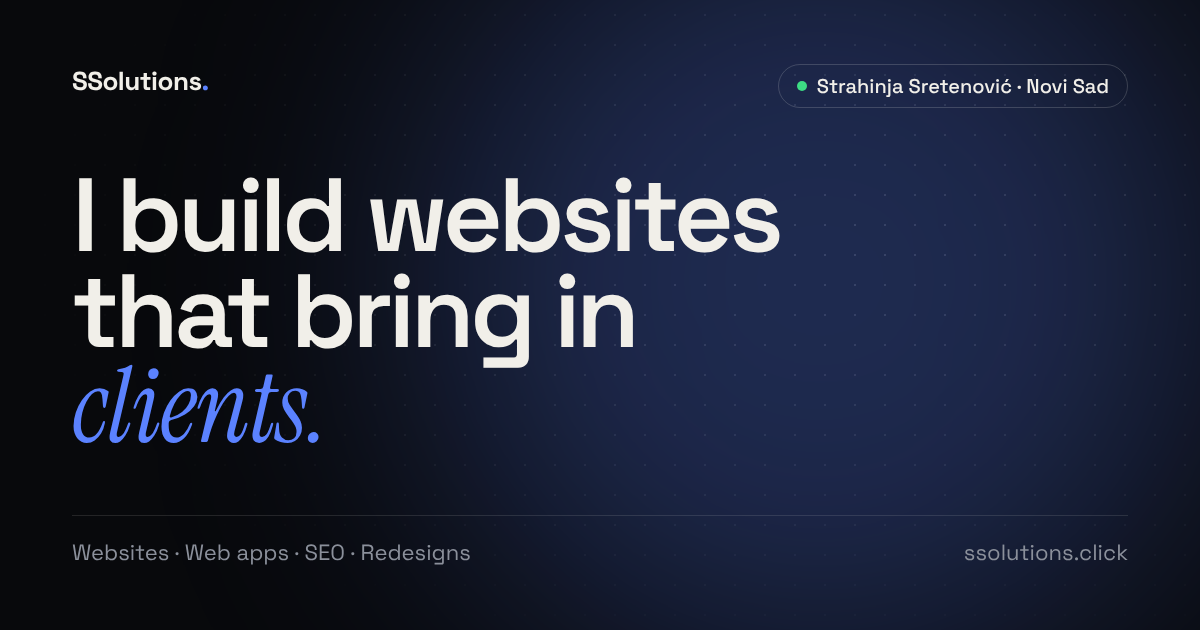 SSolutions.
Strahinja Sretenović · Novi Sad
I build websites
that bring in
clients.
Websites · Web apps · SEO · Redesigns
ssolutions.click